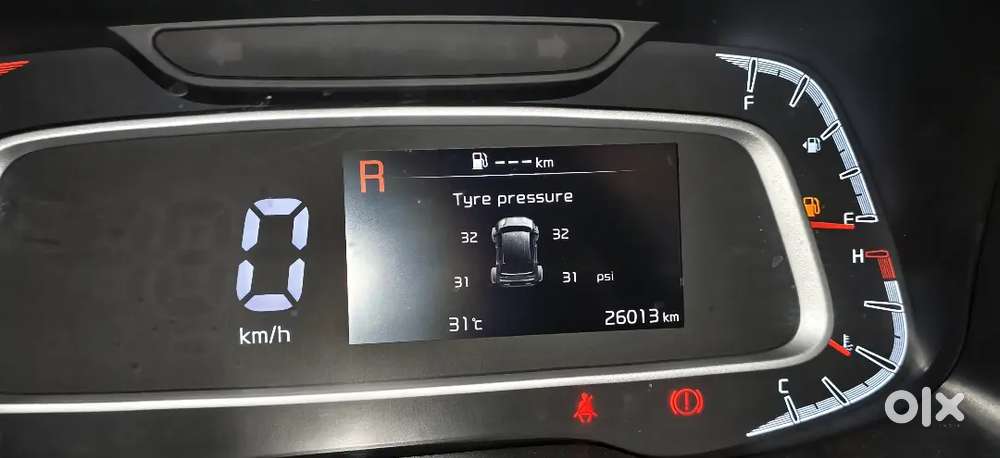 F
R
--- km
Tyre pressure
32 32
E
31 31 psi
H
0
31℃ 26013 km
km/h
C
olx